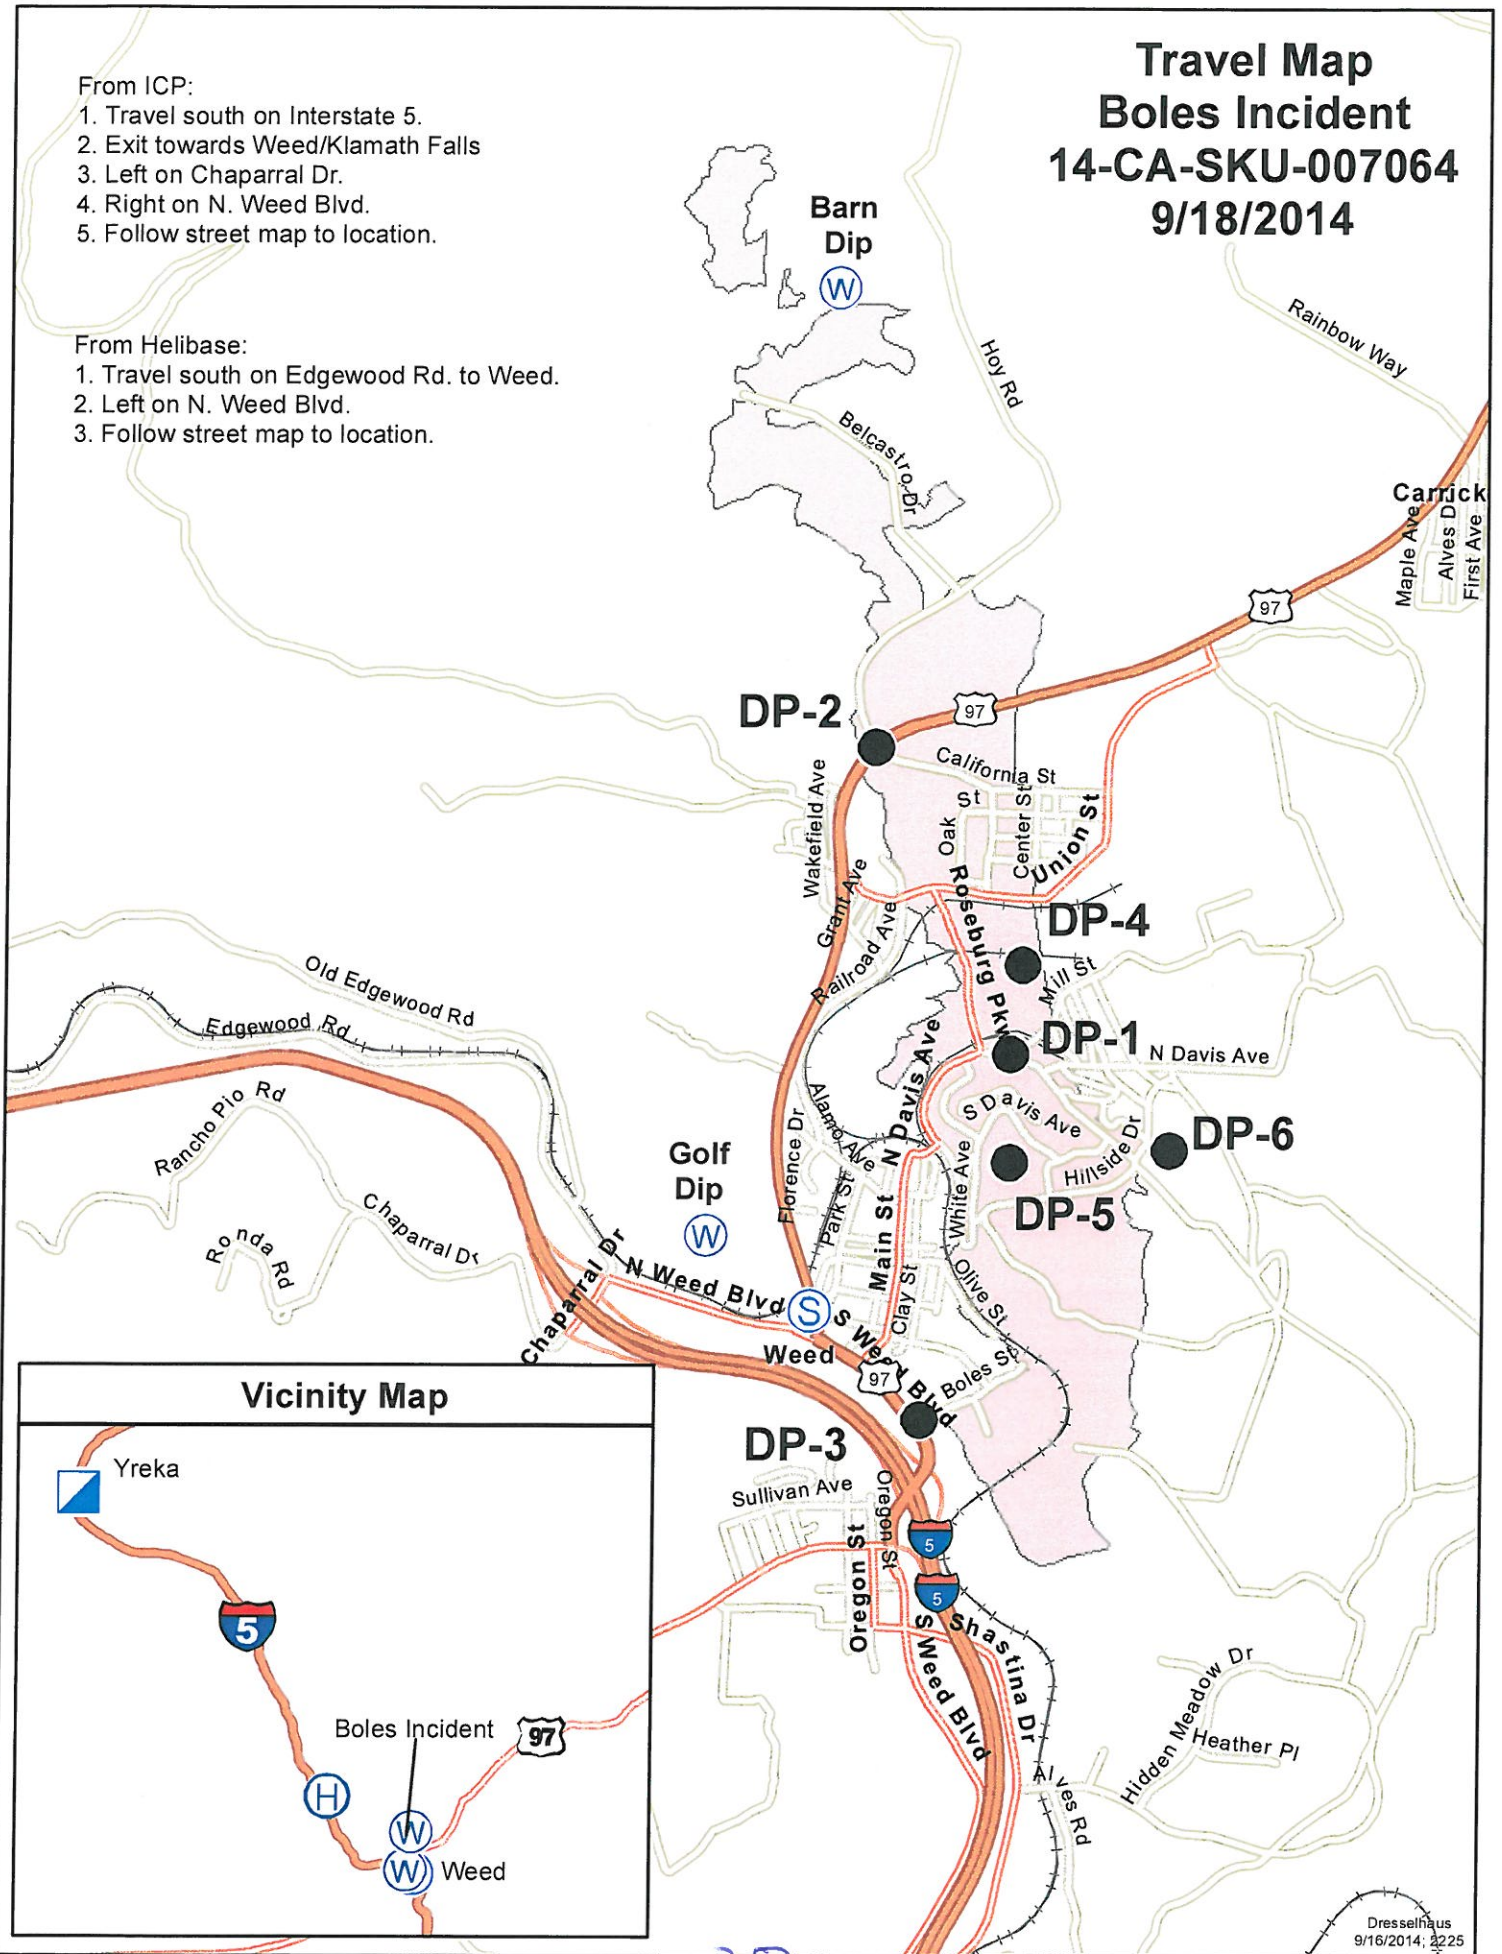 Travel Map
Boles Incident
14-CA-SKU-007064
9/18/2014
From ICP:
1. Travel south on Interstate 5.
2. Exit towards Weed/Klamath Falls
3. Left on Chaparral Dr.
4. Right on N. Weed Blvd.
5. Follow street map to location.
From Helibase:
1. Travel south on Edgewood Rd. to Weed.
2. Left on N. Weed Blvd.
3. Follow street map to location.
Barn
Dip
W
Hoy Rd
Rainbow Way
Belcastro Dr
Carrick
Maple Ave
Alves Dr
First Ave
97
DP-2
97
California St
Wakefield Ave
St
Oak
Center St
Union St
Grant Ave
Roseburg Pkw
DP-4
Railroad Ave
Mill St
Old Edgewood Rd
Edgewood Rd
DP-1
N Davis Ave
N Davis Ave
Rancho Pio Rd
Alamo Ave
S Davis Ave
DP-6
Golf
Dip
W
Florence Dr
Park St
White Ave
Hillside Dr
DP-5
Chaparral Dr
Ronda Rd
Main St
Chaparral Dr
N Weed Blvd
S
S Weed Blvd
Clay St
Olive St
Weed
97
Boles St
DP-3
Sullivan Ave
Oregon St
Oregon St
5
5
S Weed Blvd
Shastina Dr
Hidden Meadow Dr
Heather Pl
Alves Rd
Vicinity Map
Yreka
5
Boles Incident
97
H
W
W
Weed
Dresselhaus
9/16/2014; 2225